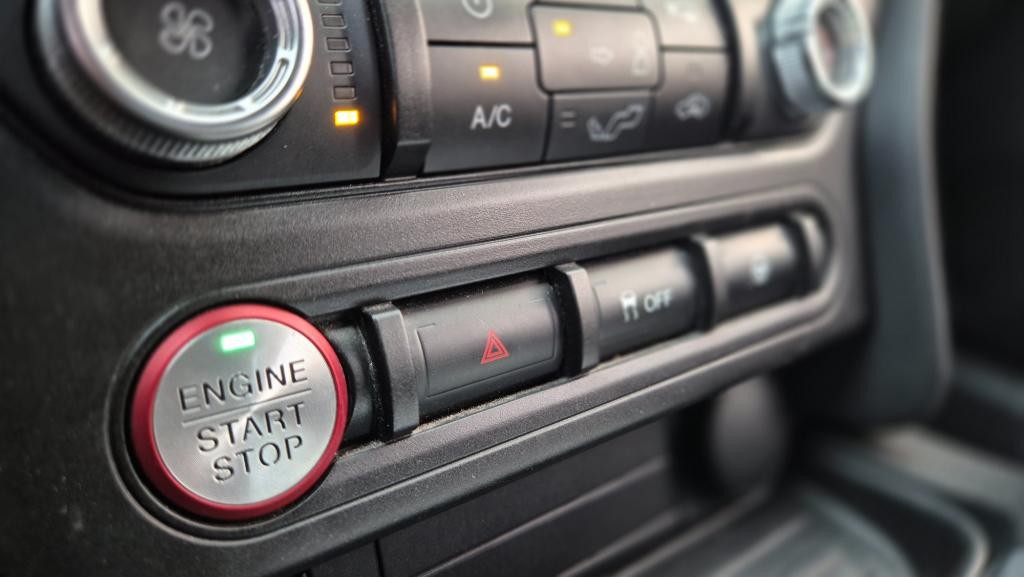 A/C
OFF
ENGINE
START
STOP